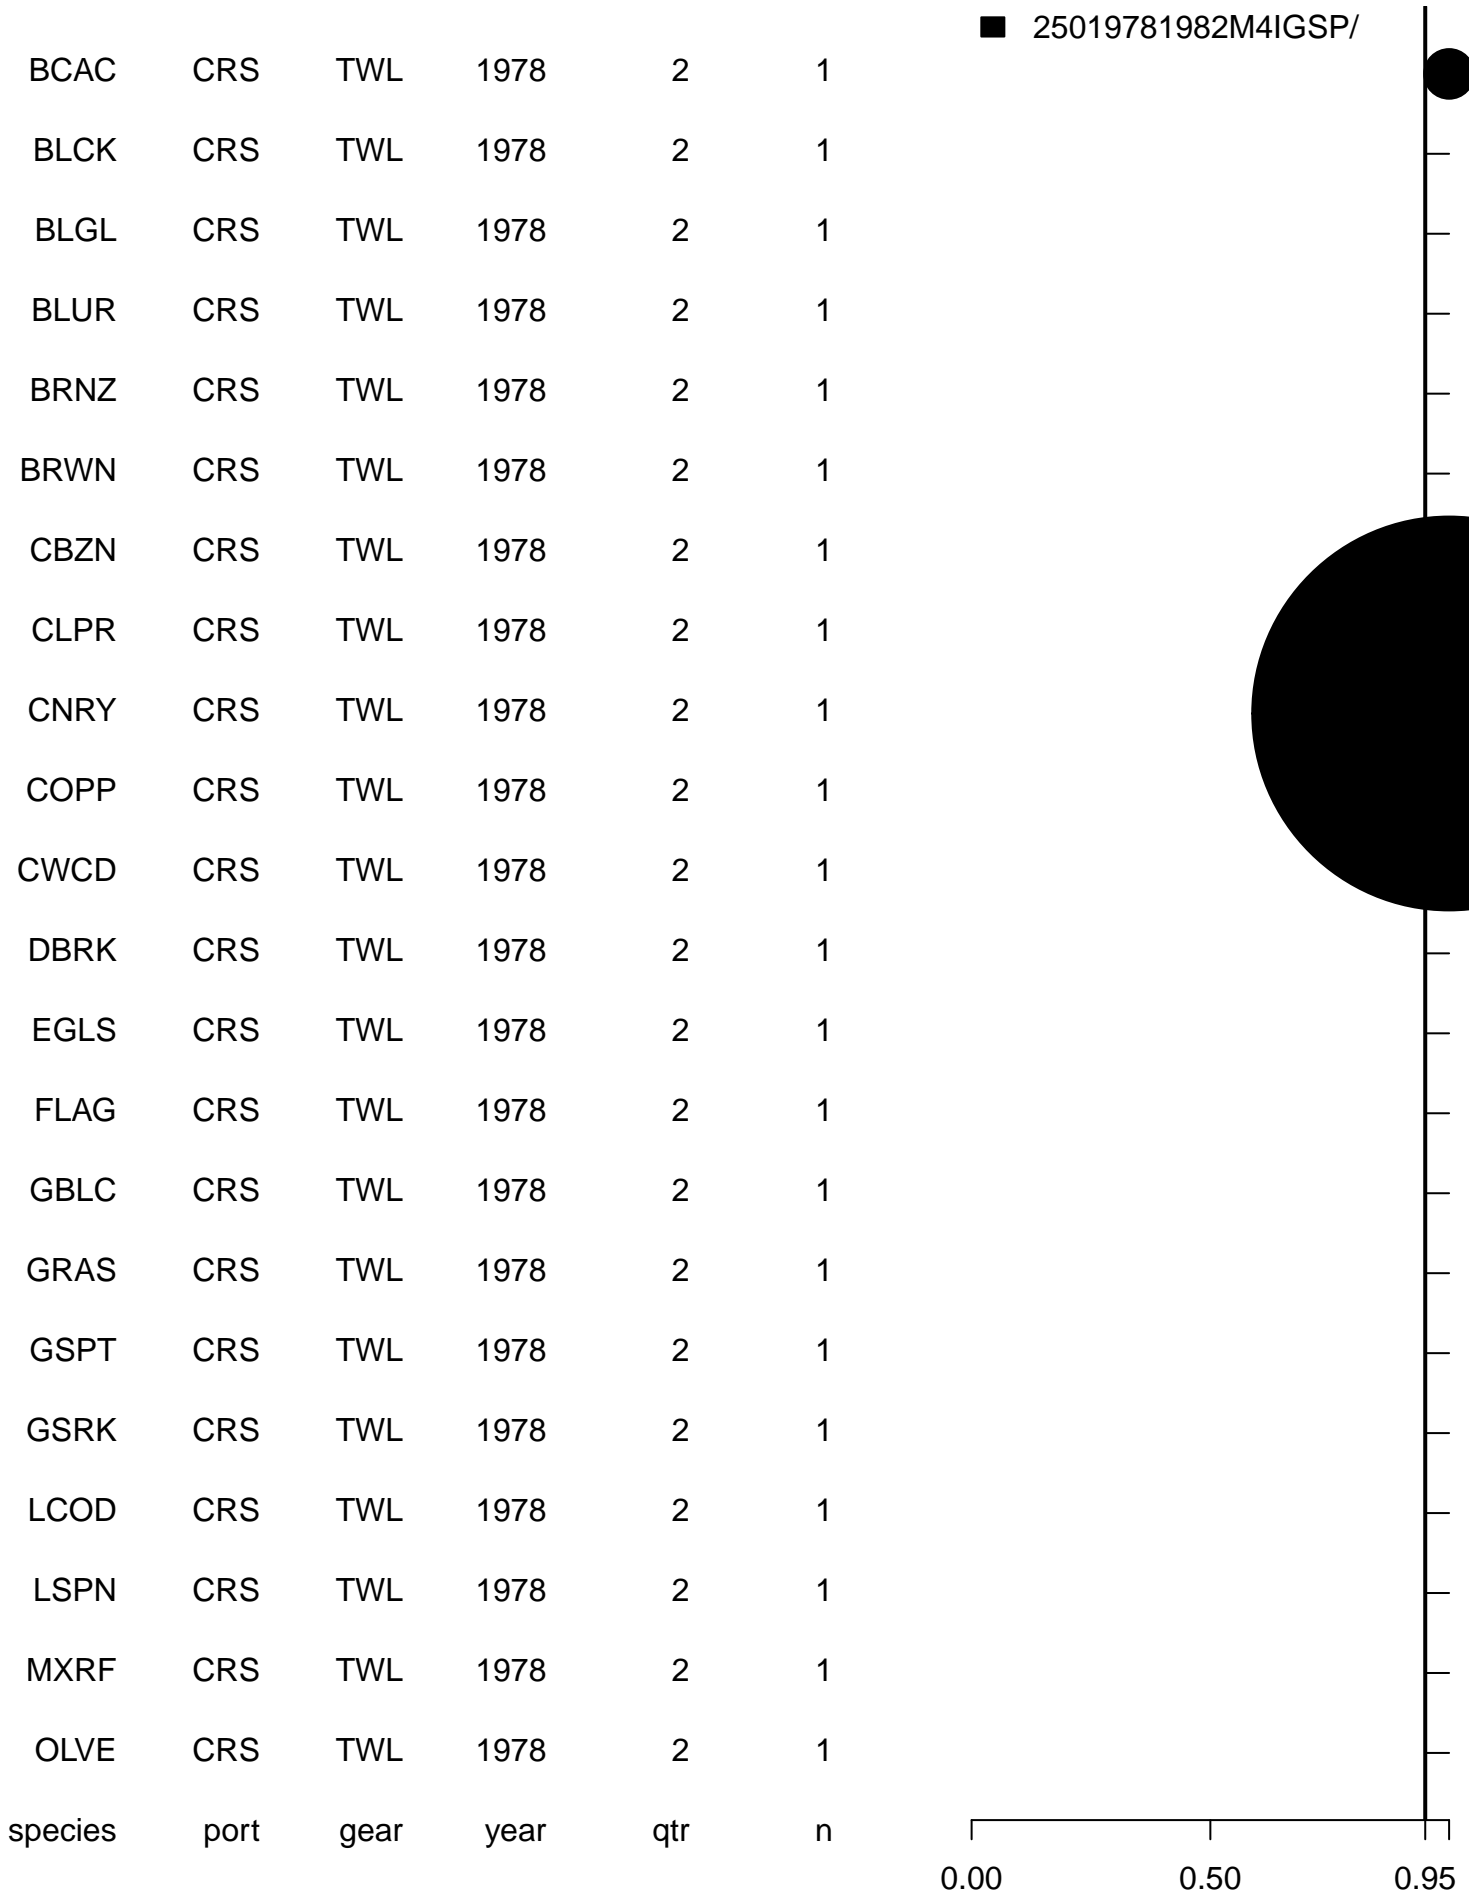 25019781982M4IGSP/
BCAC CRS TWL 1978 2 1
BLCK CRS TWL 1978 2 1
BLGL CRS TWL 1978 2 1
BLUR CRS TWL 1978 2 1
BRNZ CRS TWL 1978 2 1
BRWN CRS TWL 1978 2 1
CBZN CRS TWL 1978 2 1
CLPR CRS TWL 1978 2 1
CNRY CRS TWL 1978 2 1
COPP CRS TWL 1978 2 1
CWCD CRS TWL 1978 2 1
DBRK CRS TWL 1978 2 1
EGLS CRS TWL 1978 2 1
FLAG CRS TWL 1978 2 1
GBLC CRS TWL 1978 2 1
GRAS CRS TWL 1978 2 1
GSPT CRS TWL 1978 2 1
GSRK CRS TWL 1978 2 1
LCOD CRS TWL 1978 2 1
LSPN CRS TWL 1978 2 1
MXRF CRS TWL 1978 2 1
OLVE CRS TWL 1978 2 1
species port gear year qtr n
0.00 0.50 0.95